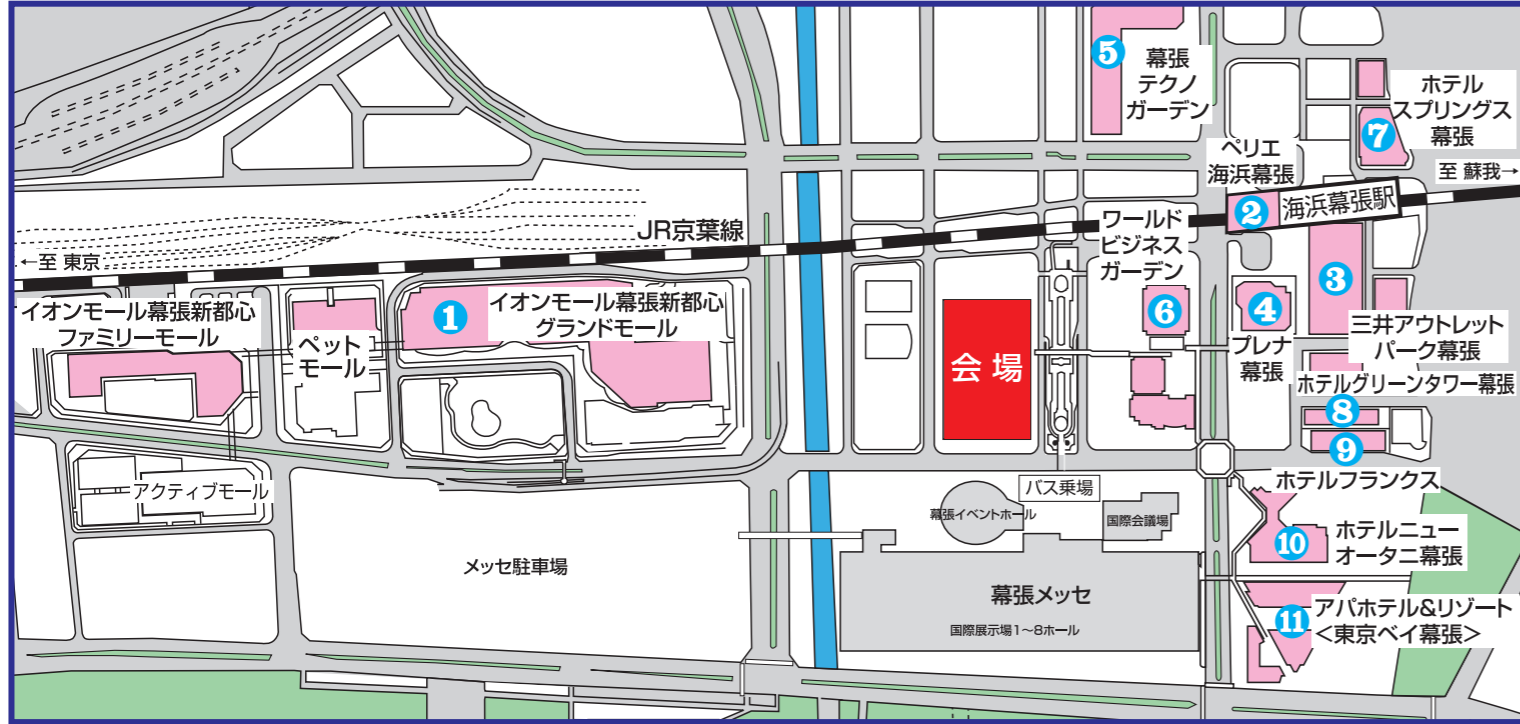 5
幕張
テクノ
ガーデン
ホテル
スプリングス
幕張
7
ペリエ
海浜幕張
至 蘇我→
2
海浜幕張駅
JR京葉線
←至 東京
ワールド
ビジネス
ガーデン
3
イオンモール幕張新都心
ファミリーモール
1
イオンモール幕張新都心
グランドモール
6
4
ペット
モール
会場
プレナ
幕張
三井アウトレット
パーク幕張
ホテルグリーンタワー幕張
8
9
ホテルフランクス
アクティブモール
バス乗場
幕張イベントホール
国際会議場
10
ホテルニュー
オータニ幕張
メッセ駐車場
幕張メッセ
国際展示場1〜8ホール
11
アパホテル&リゾート
<東京ベイ幕張>